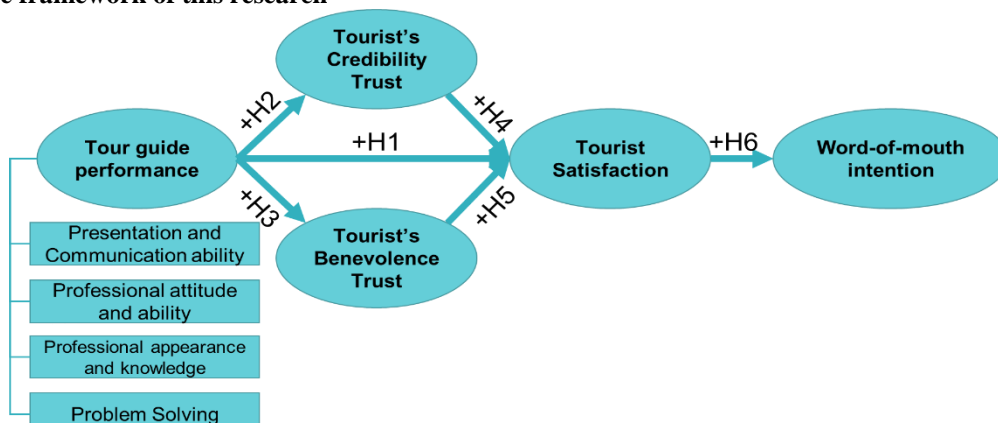 e framework of this research
Tourist's
Credibility
Trust
+H2
+H4
Tour guide
performance
+H1
Tourist
Satisfaction
+H6
Word-of-mouth
intention
+H3
+H5
Tourist's
Benevolence
Trust
Presentation and
Communication ability
Professional attitude
and ability
Professional appearance
and knowledge
Problem Solving